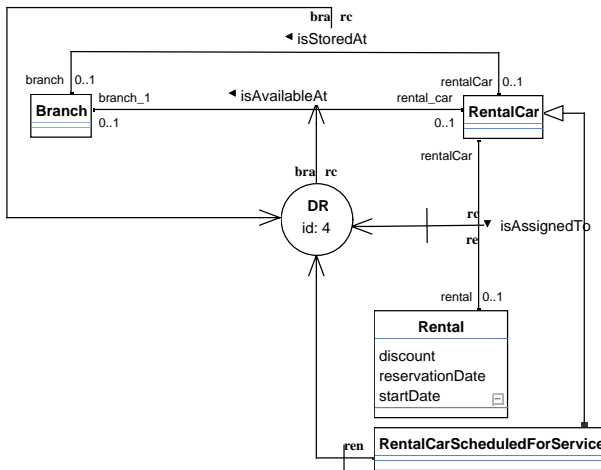 bra rc
◄ isStoredAt
branch 0..1
rentalCar 0..1
branch_1 ◄ isAvailableAt rental_car
Branch
RentalCar
0..1 0..1
rentalCar
bra rc
DR
id: 4
rc
▼ isAssignedTo
re
rental 0..1
Rental
discount
reservationDate
startDate
ren
RentalCarScheduledForService